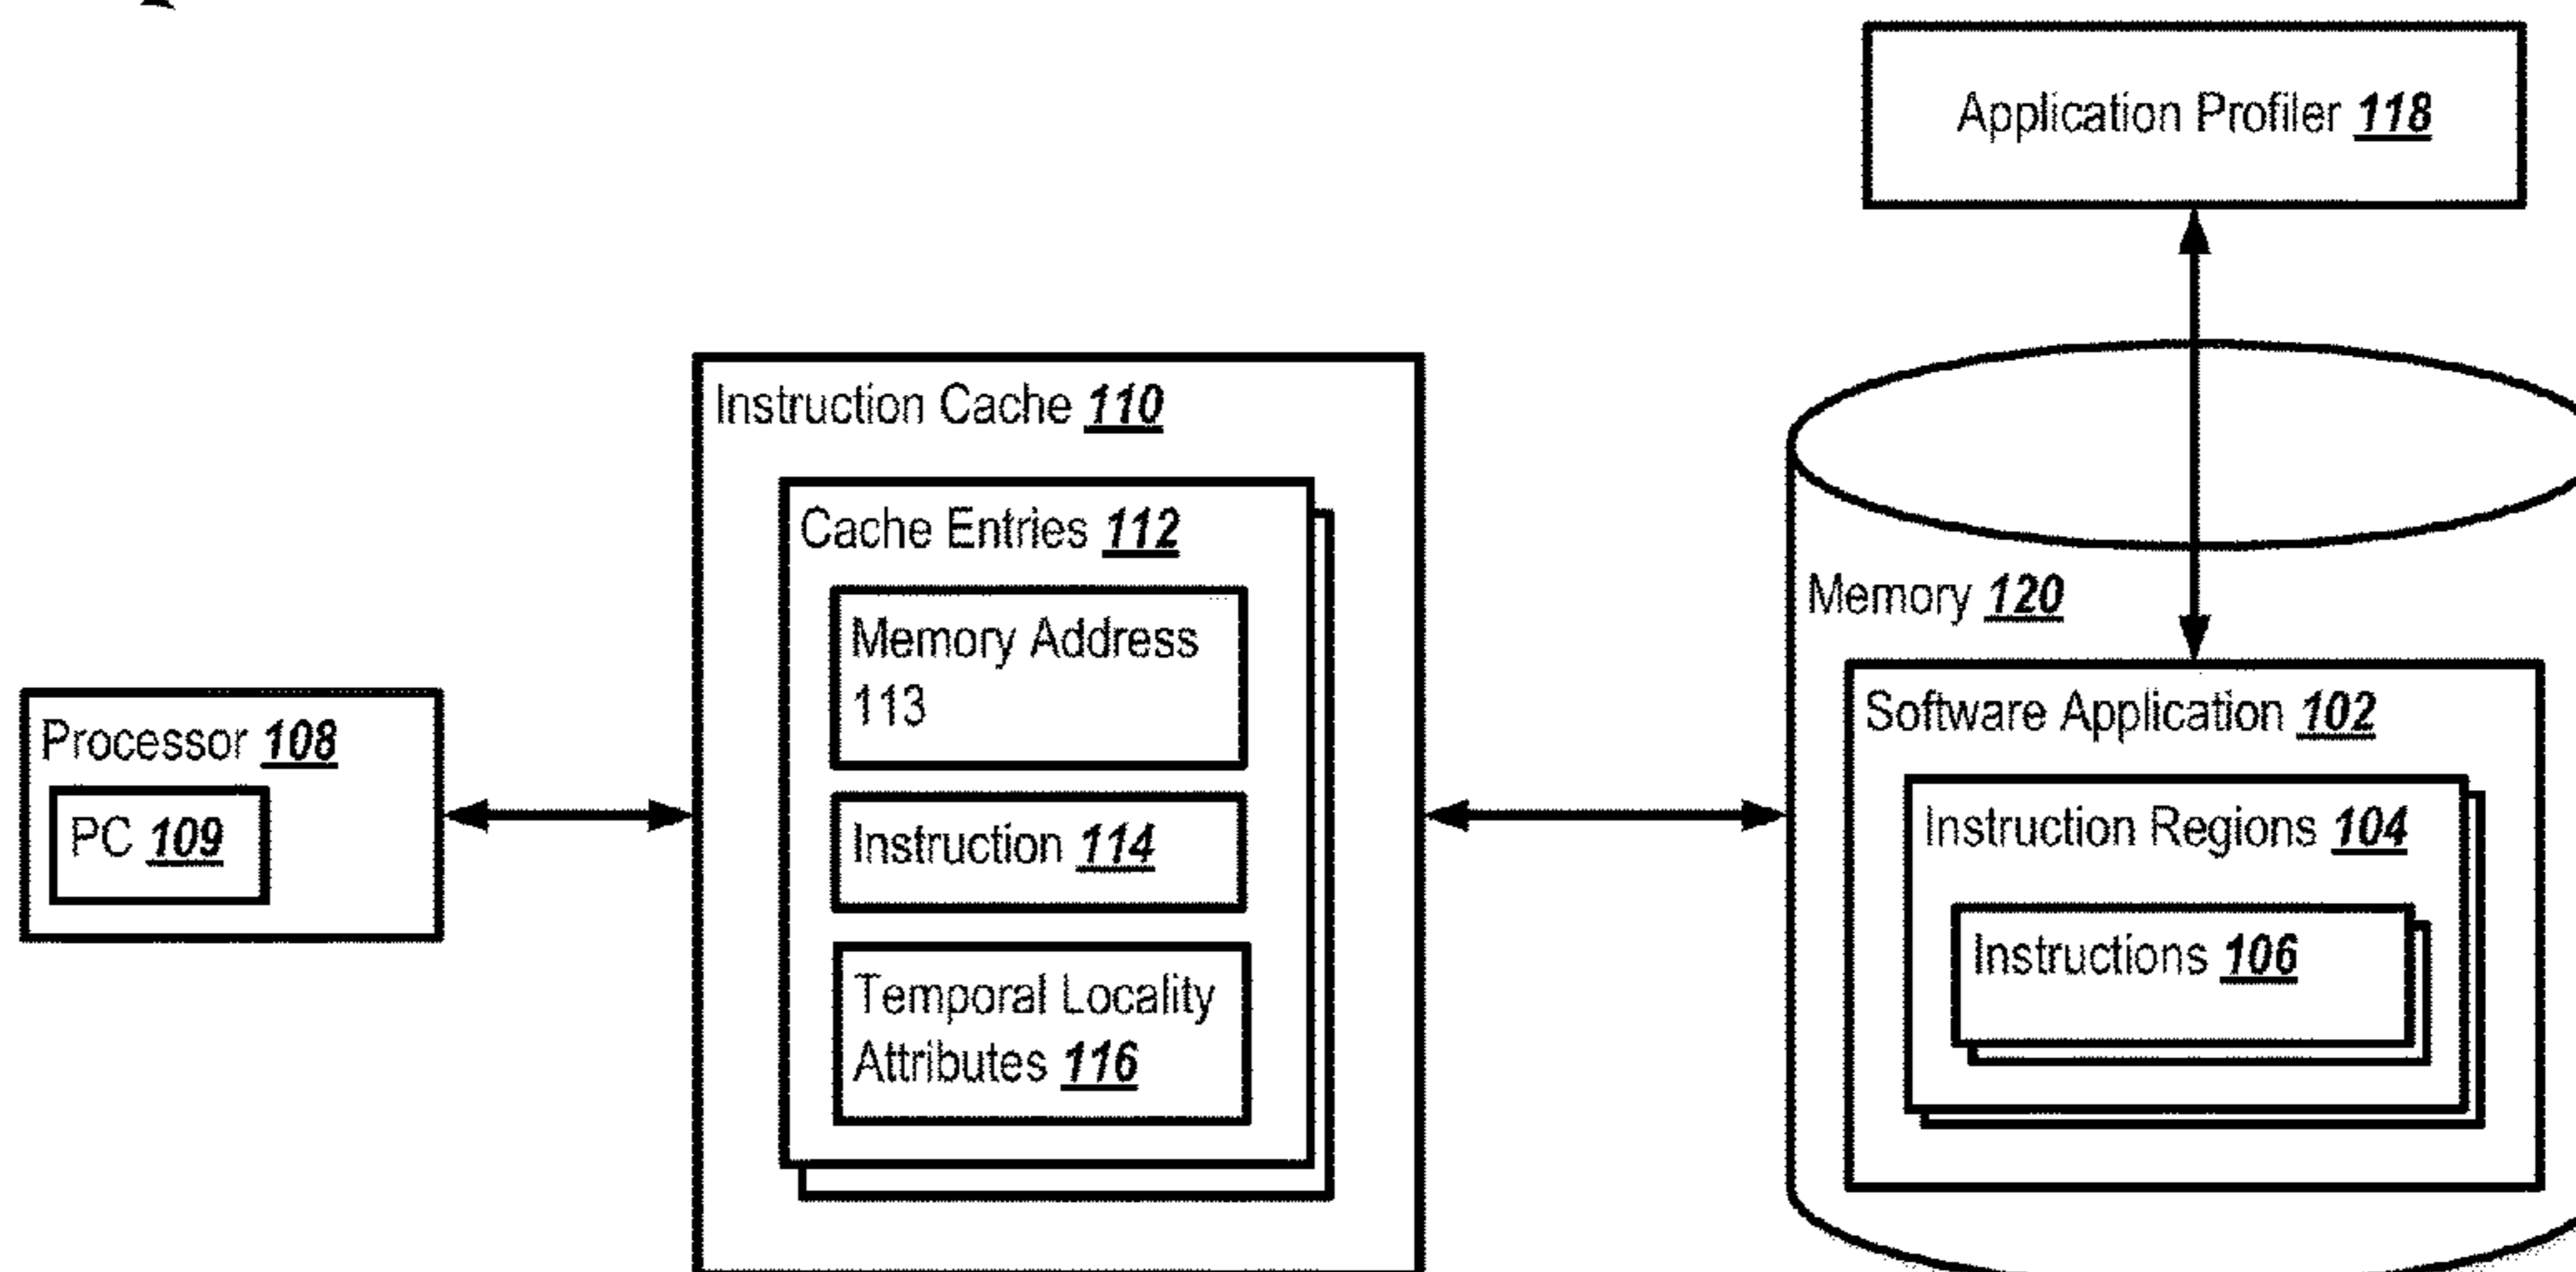 Application Profiler 118
Instruction Cache 110
Cache Entries 112
Memory Address
113
Instruction 114
Temporal Locality
Attributes 116
Processor 108
PC 109
Memory 120
Software Application 102
Instruction Regions 104
Instructions 106